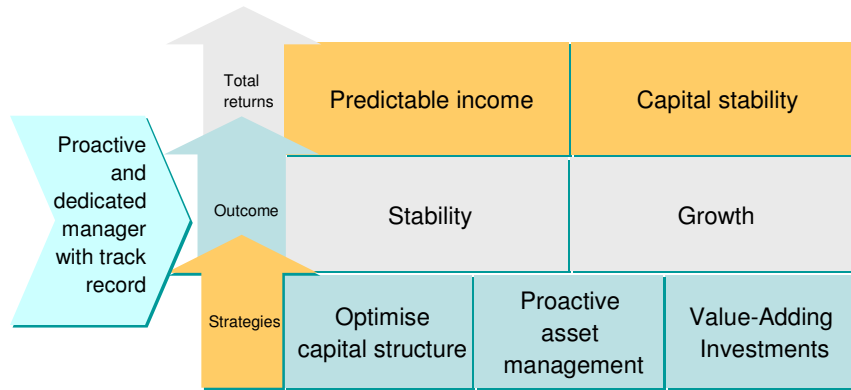 Total
returns
Predictable income
Capital stability
Proactive
and
dedicated
manager
with track
record
Outcome
Stability
Growth
Strategies
Optimise
capital structure
Proactive
asset
management
Value-Adding
Investments